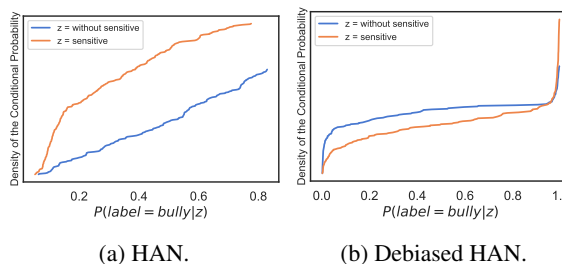 Density of the Conditional Probability
z = without sensitive
z = sensitive
0.2 0.4 0.6 0.8
P(label = bully|z)
(a) HAN.
Density of the Conditional Probability
z = without sensitive
z = sensitive
0.0 0.2 0.4 0.6 0.8 1.
P(label = bully|z)
(b) Debiased HAN.